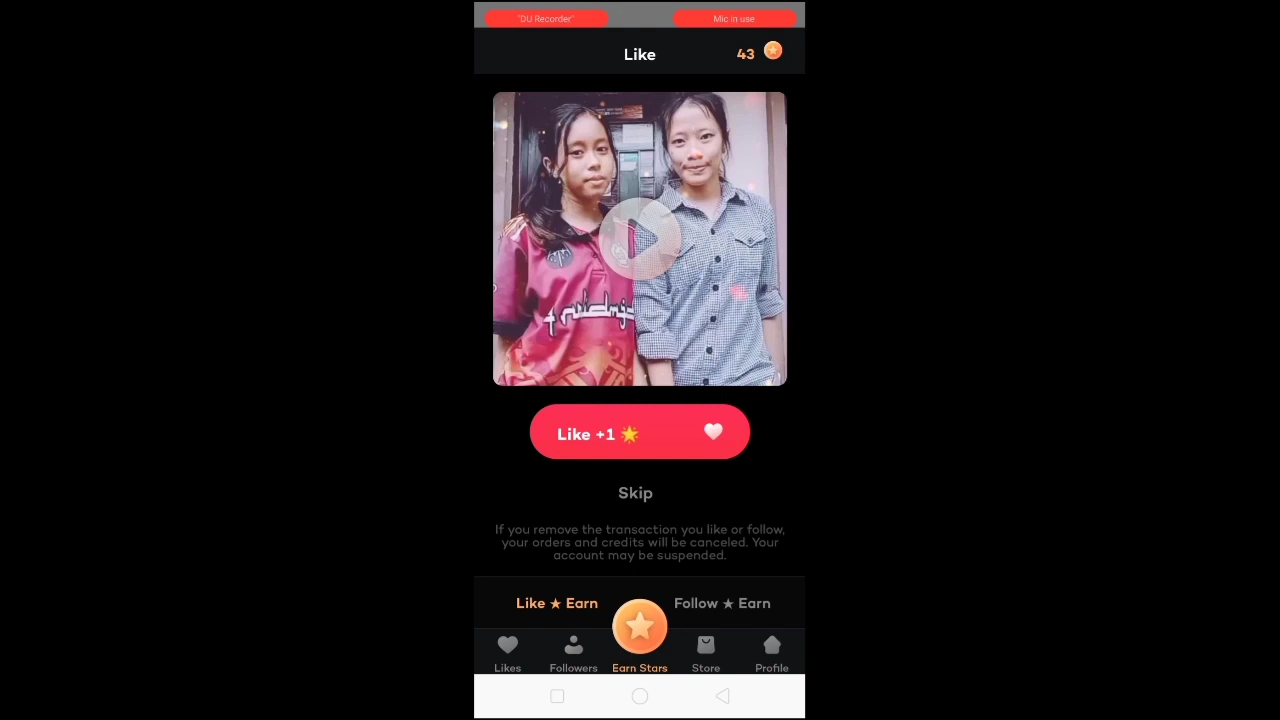 "DU Recorder"
Mic in use
Like
43
Like +1
Skip
If you remove the transaction you like or follow,
your orders and credits will be canceled. Your
account may be suspended.
Like ★ Earn
Follow ★ Earn
Likes
Followers
Earn Stars
Store
Profile